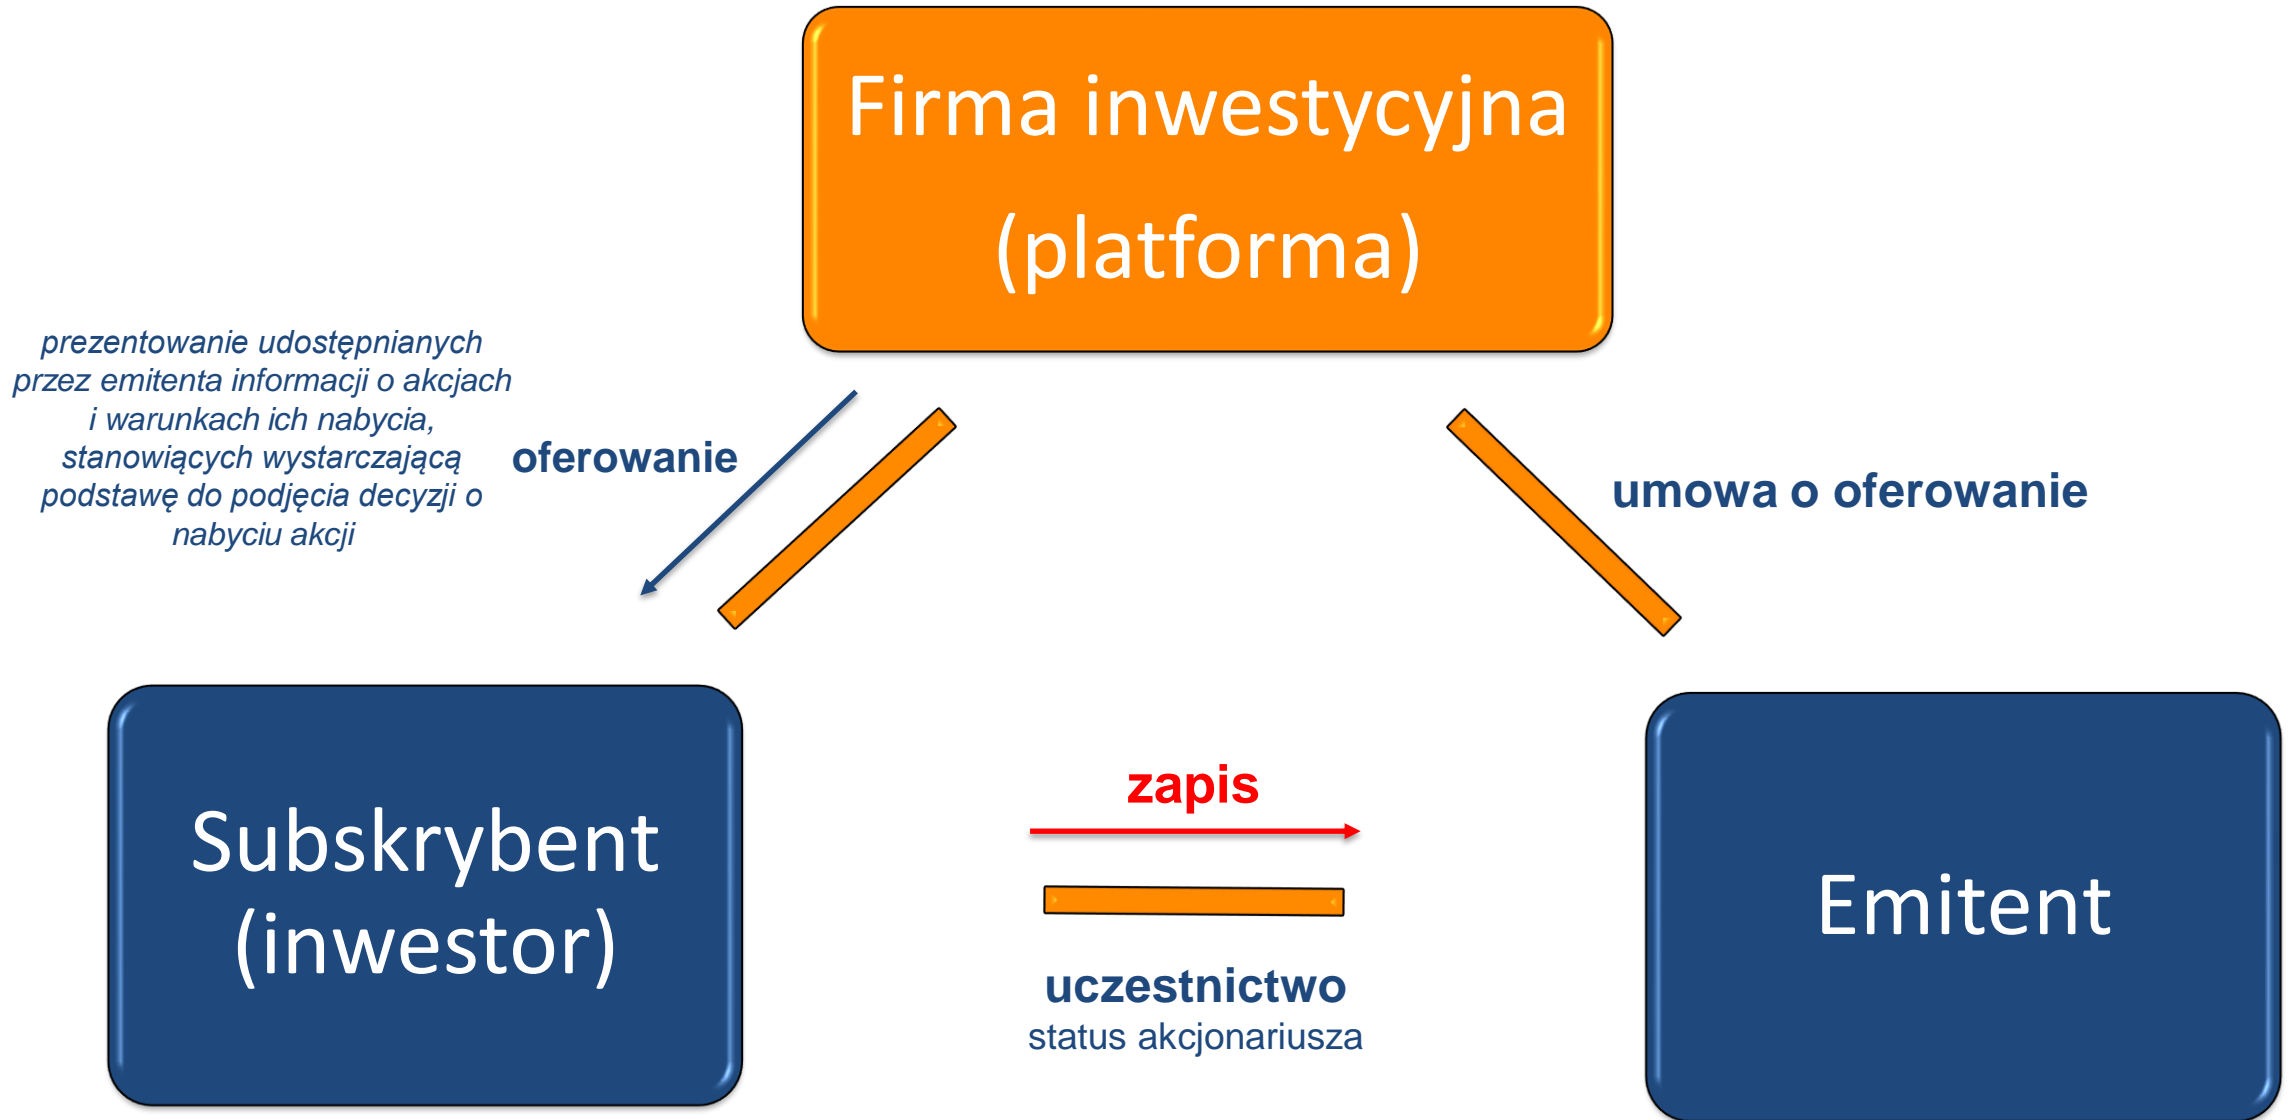 Firma inwestycyjna
(platforma)
prezentowanie udostępnianych
przez emitenta informacji o akcjach
i warunkach ich nabycia,
stanowiących wystarczającą
podstawę do podjęcia decyzji o
nabyciu akcji
oferowanie
umowa o oferowanie
Subskrybent
(inwestor)
zapis
uczestnictwo
status akcjonariusza
Emitent